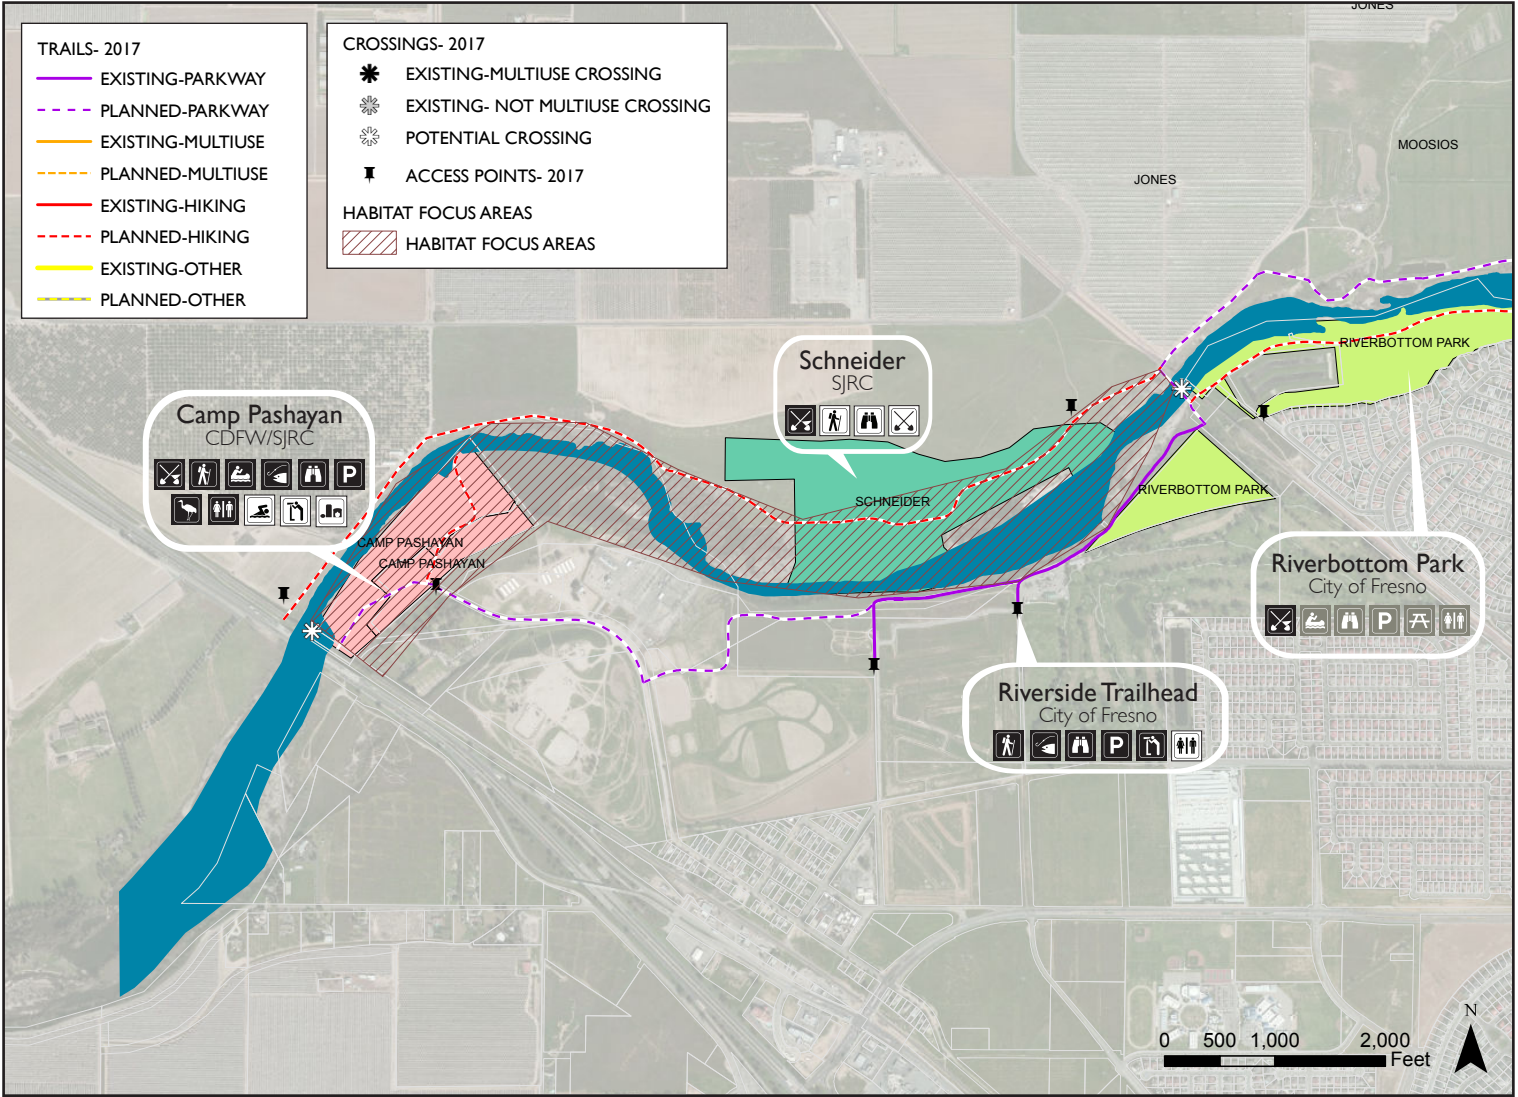 JONES
TRAILS- 2017
EXISTING-PARKWAY
PLANNED-PARKWAY
EXISTING-MULTIUSE
PLANNED-MULTIUSE
EXISTING-HIKING
PLANNED-HIKING
EXISTING-OTHER
PLANNED-OTHER
CROSSINGS- 2017
EXISTING-MULTIUSE CROSSING
EXISTING- NOT MULTIUSE CROSSING
POTENTIAL CROSSING
ACCESS POINTS- 2017
HABITAT FOCUS AREAS
HABITAT FOCUS AREAS
MOOSIOS
JONES
RIVERBOTTOM PARK
Schneider
SJRC
Camp Pashayan
CDFW/SJRC
P
SCHNEIDER
RIVERBOTTOM PARK
CAMP PASHAYAN
CAMP PASHAYAN
Riverbottom Park
City of Fresno
P
Riverside Trailhead
City of Fresno
P
N
0 500 1,000 2,000
Feet